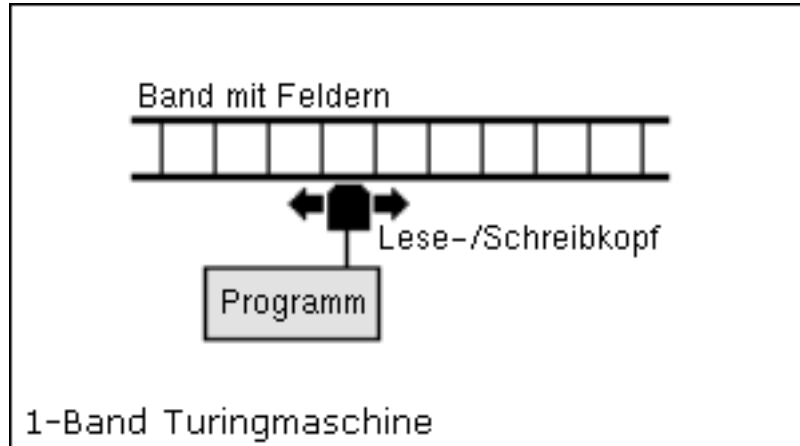 Band mit Feldern
Lese-/Schreibkopf
Programm
1-Band Turingmaschine